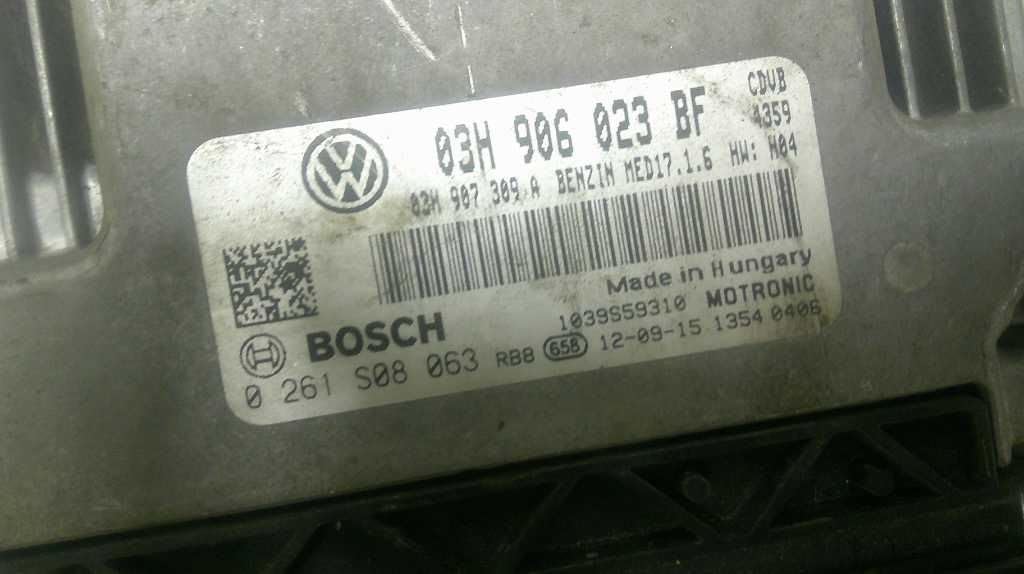 03H 906 023 BF
CDVB
4359
03H 907 309 A BENZIN MED17.1.6 HW: H04
Made in Hungary
BOSCH
1039S59310 MOTRONIC
0 261 S08 063 RB8 658 12-09-15 1354 0406